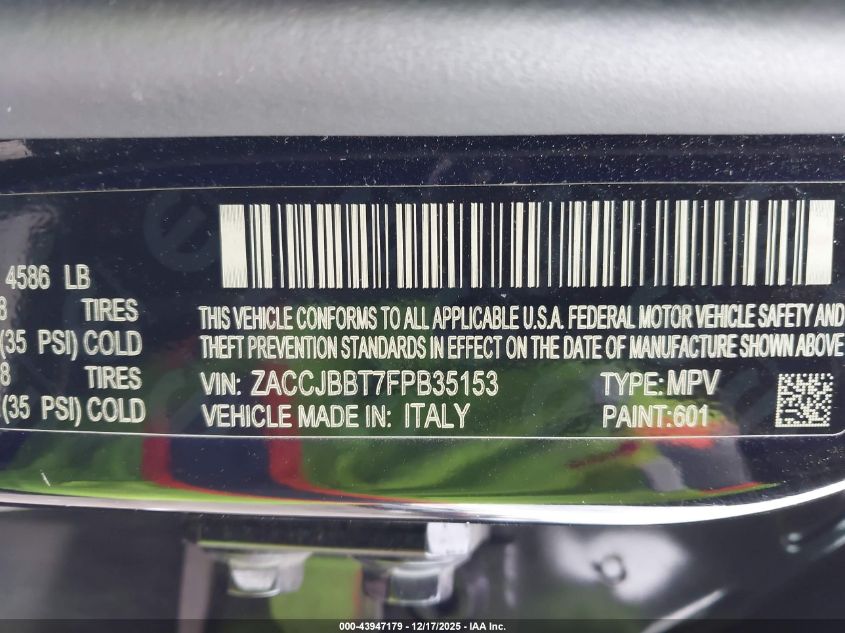 4586 LB
8 TIRES
(35 PSI) COLD
8 TIRES
(35 PSI) COLD
THIS VEHICLE CONFORMS TO ALL APPLICABLE U.S.A. FEDERAL MOTOR VEHICLE SAFETY AND
THEFT PREVENTION STANDARDS IN EFFECT ON THE DATE OF MANUFACTURE SHOWN ABOVE
VIN: ZACCJBBT7FPB35153 TYPE: MPV
VEHICLE MADE IN: ITALY PAINT: 601
000-43947179 - 12/17/2025 - IAA Inc.